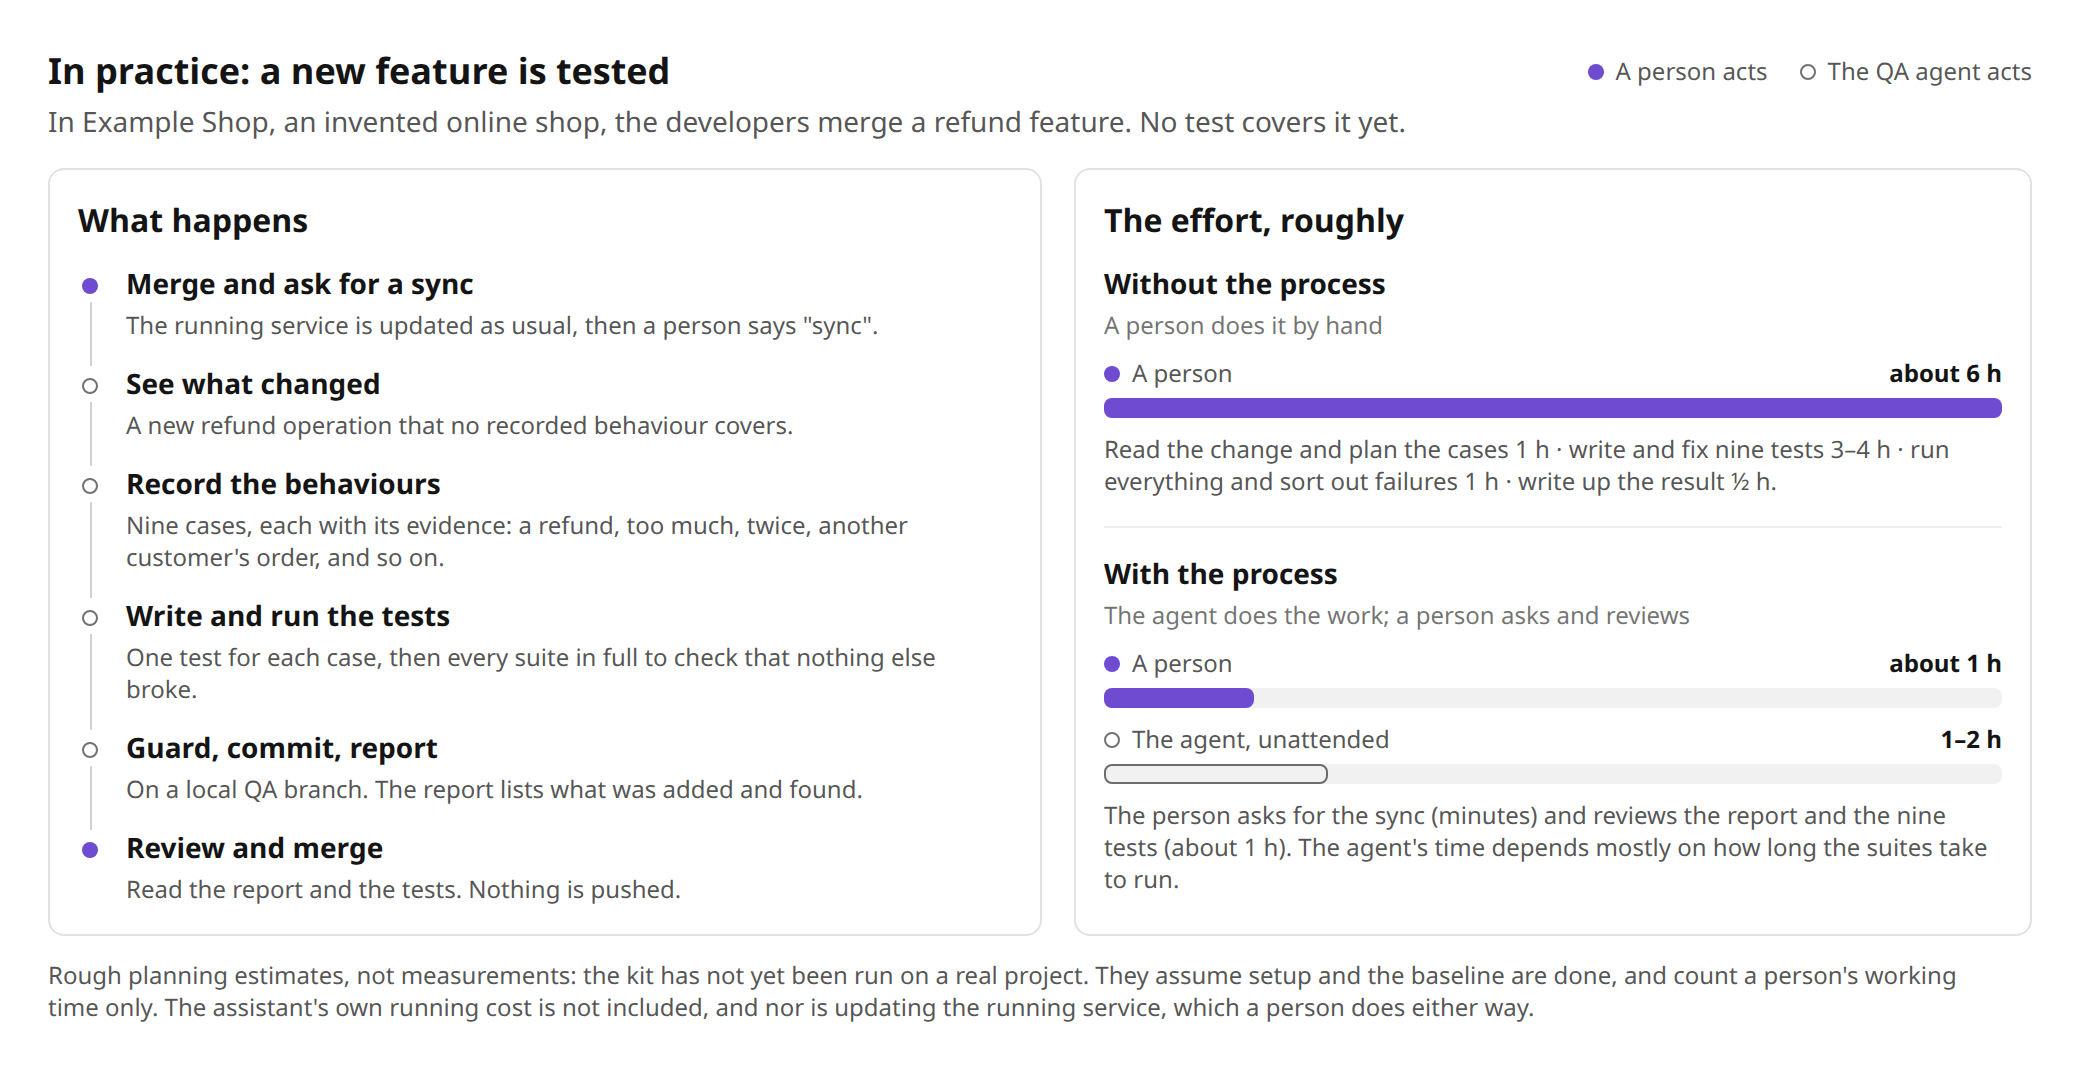 In practice: a new feature is tested
A person acts
The QA agent acts
In Example Shop, an invented online shop, the developers merge a refund feature. No test covers it yet.
What happens
Merge and ask for a sync
The running service is updated as usual, then a person says "sync".
See what changed
A new refund operation that no recorded behaviour covers.
Record the behaviours
Nine cases, each with its evidence: a refund, too much, twice, another
customer's order, and so on.
Write and run the tests
One test for each case, then every suite in full to check that nothing else
broke.
Guard, commit, report
On a local QA branch. The report lists what was added and found.
Review and merge
Read the report and the tests. Nothing is pushed.
The effort, roughly
Without the process
A person does it by hand
A person about 6 h
Read the change and plan the cases 1 h · write and fix nine tests 3–4 h · run
everything and sort out failures 1 h · write up the result ½ h.
With the process
The agent does the work; a person asks and reviews
A person about 1 h
The agent, unattended 1–2 h
The person asks for the sync (minutes) and reviews the report and the nine
tests (about 1 h). The agent's time depends mostly on how long the suites take
to run.
Rough planning estimates, not measurements: the kit has not yet been run on a real project. They assume setup and the baseline are done, and count a person's working
time only. The assistant's own running cost is not included, and nor is updating the running service, which a person does either way.